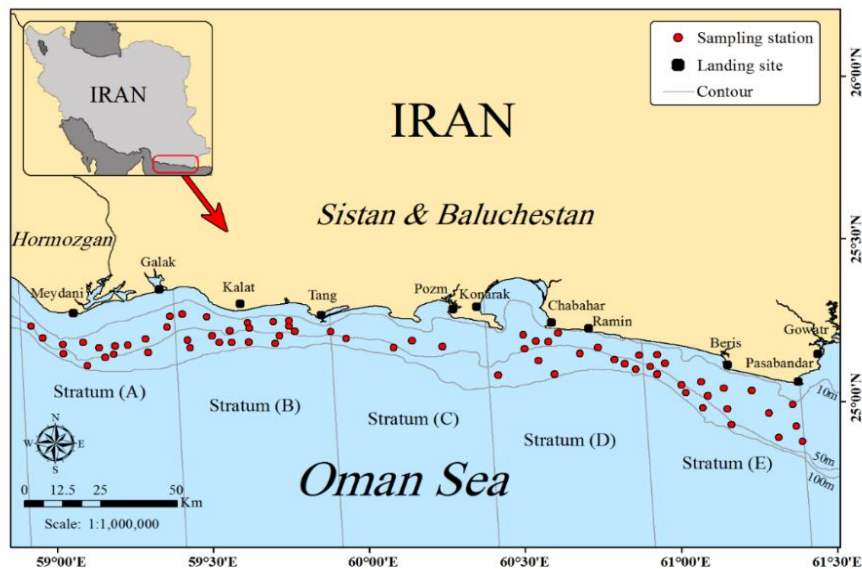 IRAN
Sampling station
Landing site
Contour
IRAN
Sistan & Baluchestan
Hormozgan
Galak
Meydani
Kalat
Tang
Pozm
Konarak
Chabahar
Ramin
Beris
Gowatr
Pasabandar
10m
50m
100m
Stratum (A)
Stratum (B)
Stratum (C)
Stratum (D)
Stratum (E)
Oman Sea
N
W E
S
0 12.5 25 50
Km
Scale: 1:1,000,000
26°00'N
25°30'N
25°00'N
59°00'E 59°30'E 60°00'E 60°30'E 61°00'E 61°30'E